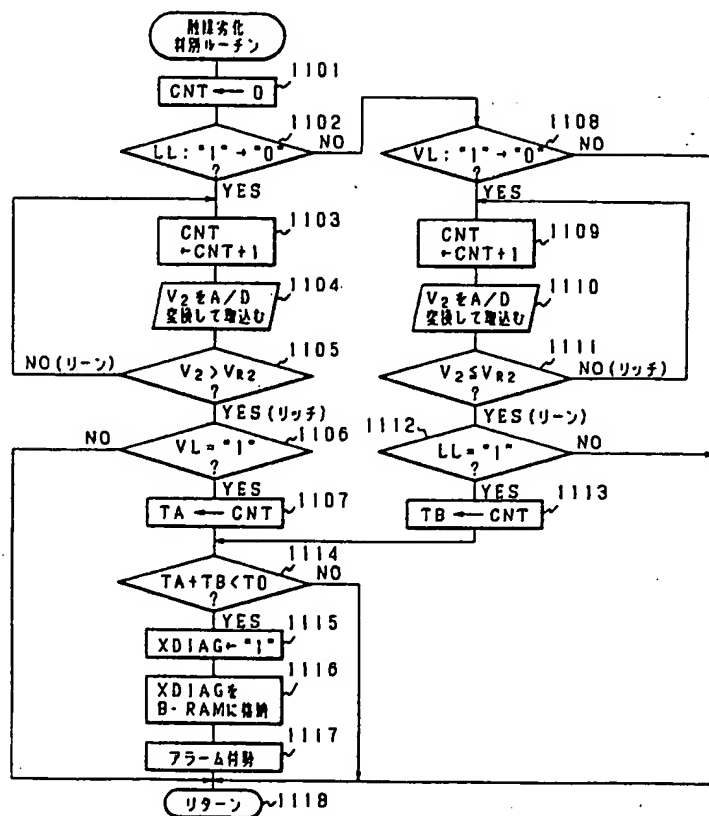 触媒劣化
判別ルーチン
1101
CNT ← 0
1102
LL: "1" → "0"
?
NO
YES
1103
CNT
←CNT+1
1104
V2をA/D
変換して取込む
1105
V2 > VR2
?
NO (リーン)
YES (リッチ)
1106
VL = "1"
?
NO
YES
1107
TA ← CNT
1108
VL: "1" → "0"
?
NO
YES
1109
CNT
←CNT+1
1110
V2をA/D
変換して取込む
1111
V2 ≦ VR2
?
NO (リッチ)
YES (リーン)
1112
LL = "1"
?
NO
YES
1113
TB ← CNT
1114
TA+TB<T0
?
NO
YES
1115
XDIAG ← "1"
1116
XDIAGを
B・RAMに格納
1117
アラーム付勢
リターン
1118